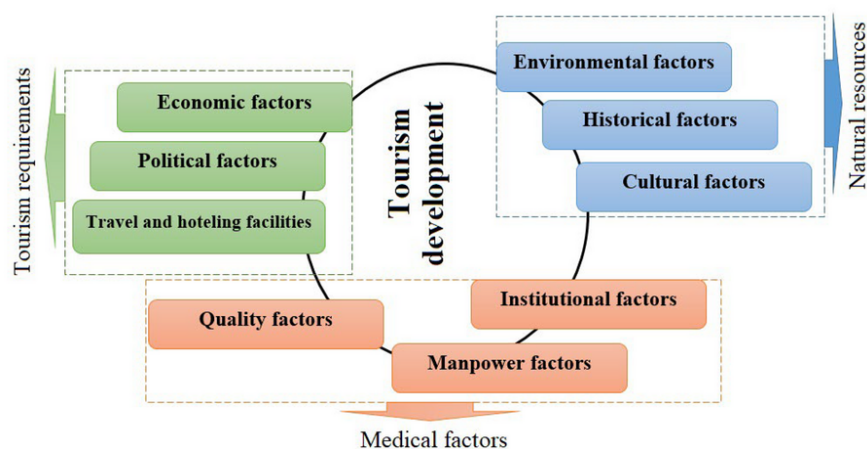 Tourism requirements
Economic factors
Political factors
Travel and hoteling facilities
Tourism
development
Environmental factors
Historical factors
Cultural factors
Natural resources
Quality factors
Institutional factors
Manpower factors
Medical factors